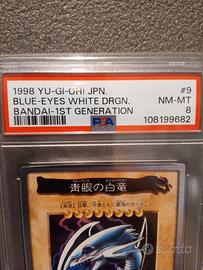 1998 YU-GI-OH! JPN. #9
BLUE-EYES WHITE DRGN. NM-MT
BANDAI-1ST GENERATION PSA 8
108199682
青眼の白竜
subito